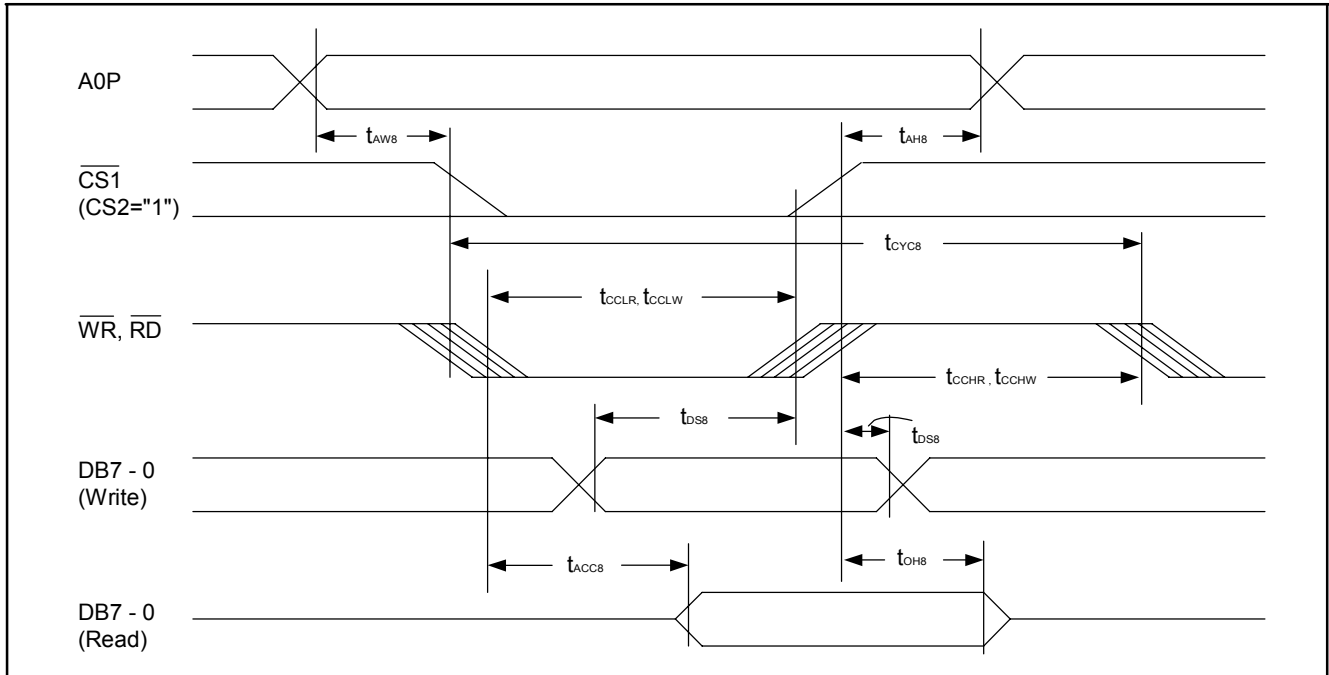 A0P
tAW8
tAH8
CS1
(CS2="1")
tCYC8
tCCLR, tCCLW
WR, RD
tCCHR , tCCHW
tDS8
tDS8
DB7 - 0
(Write)
tACC8
tOH8
DB7 - 0
(Read)